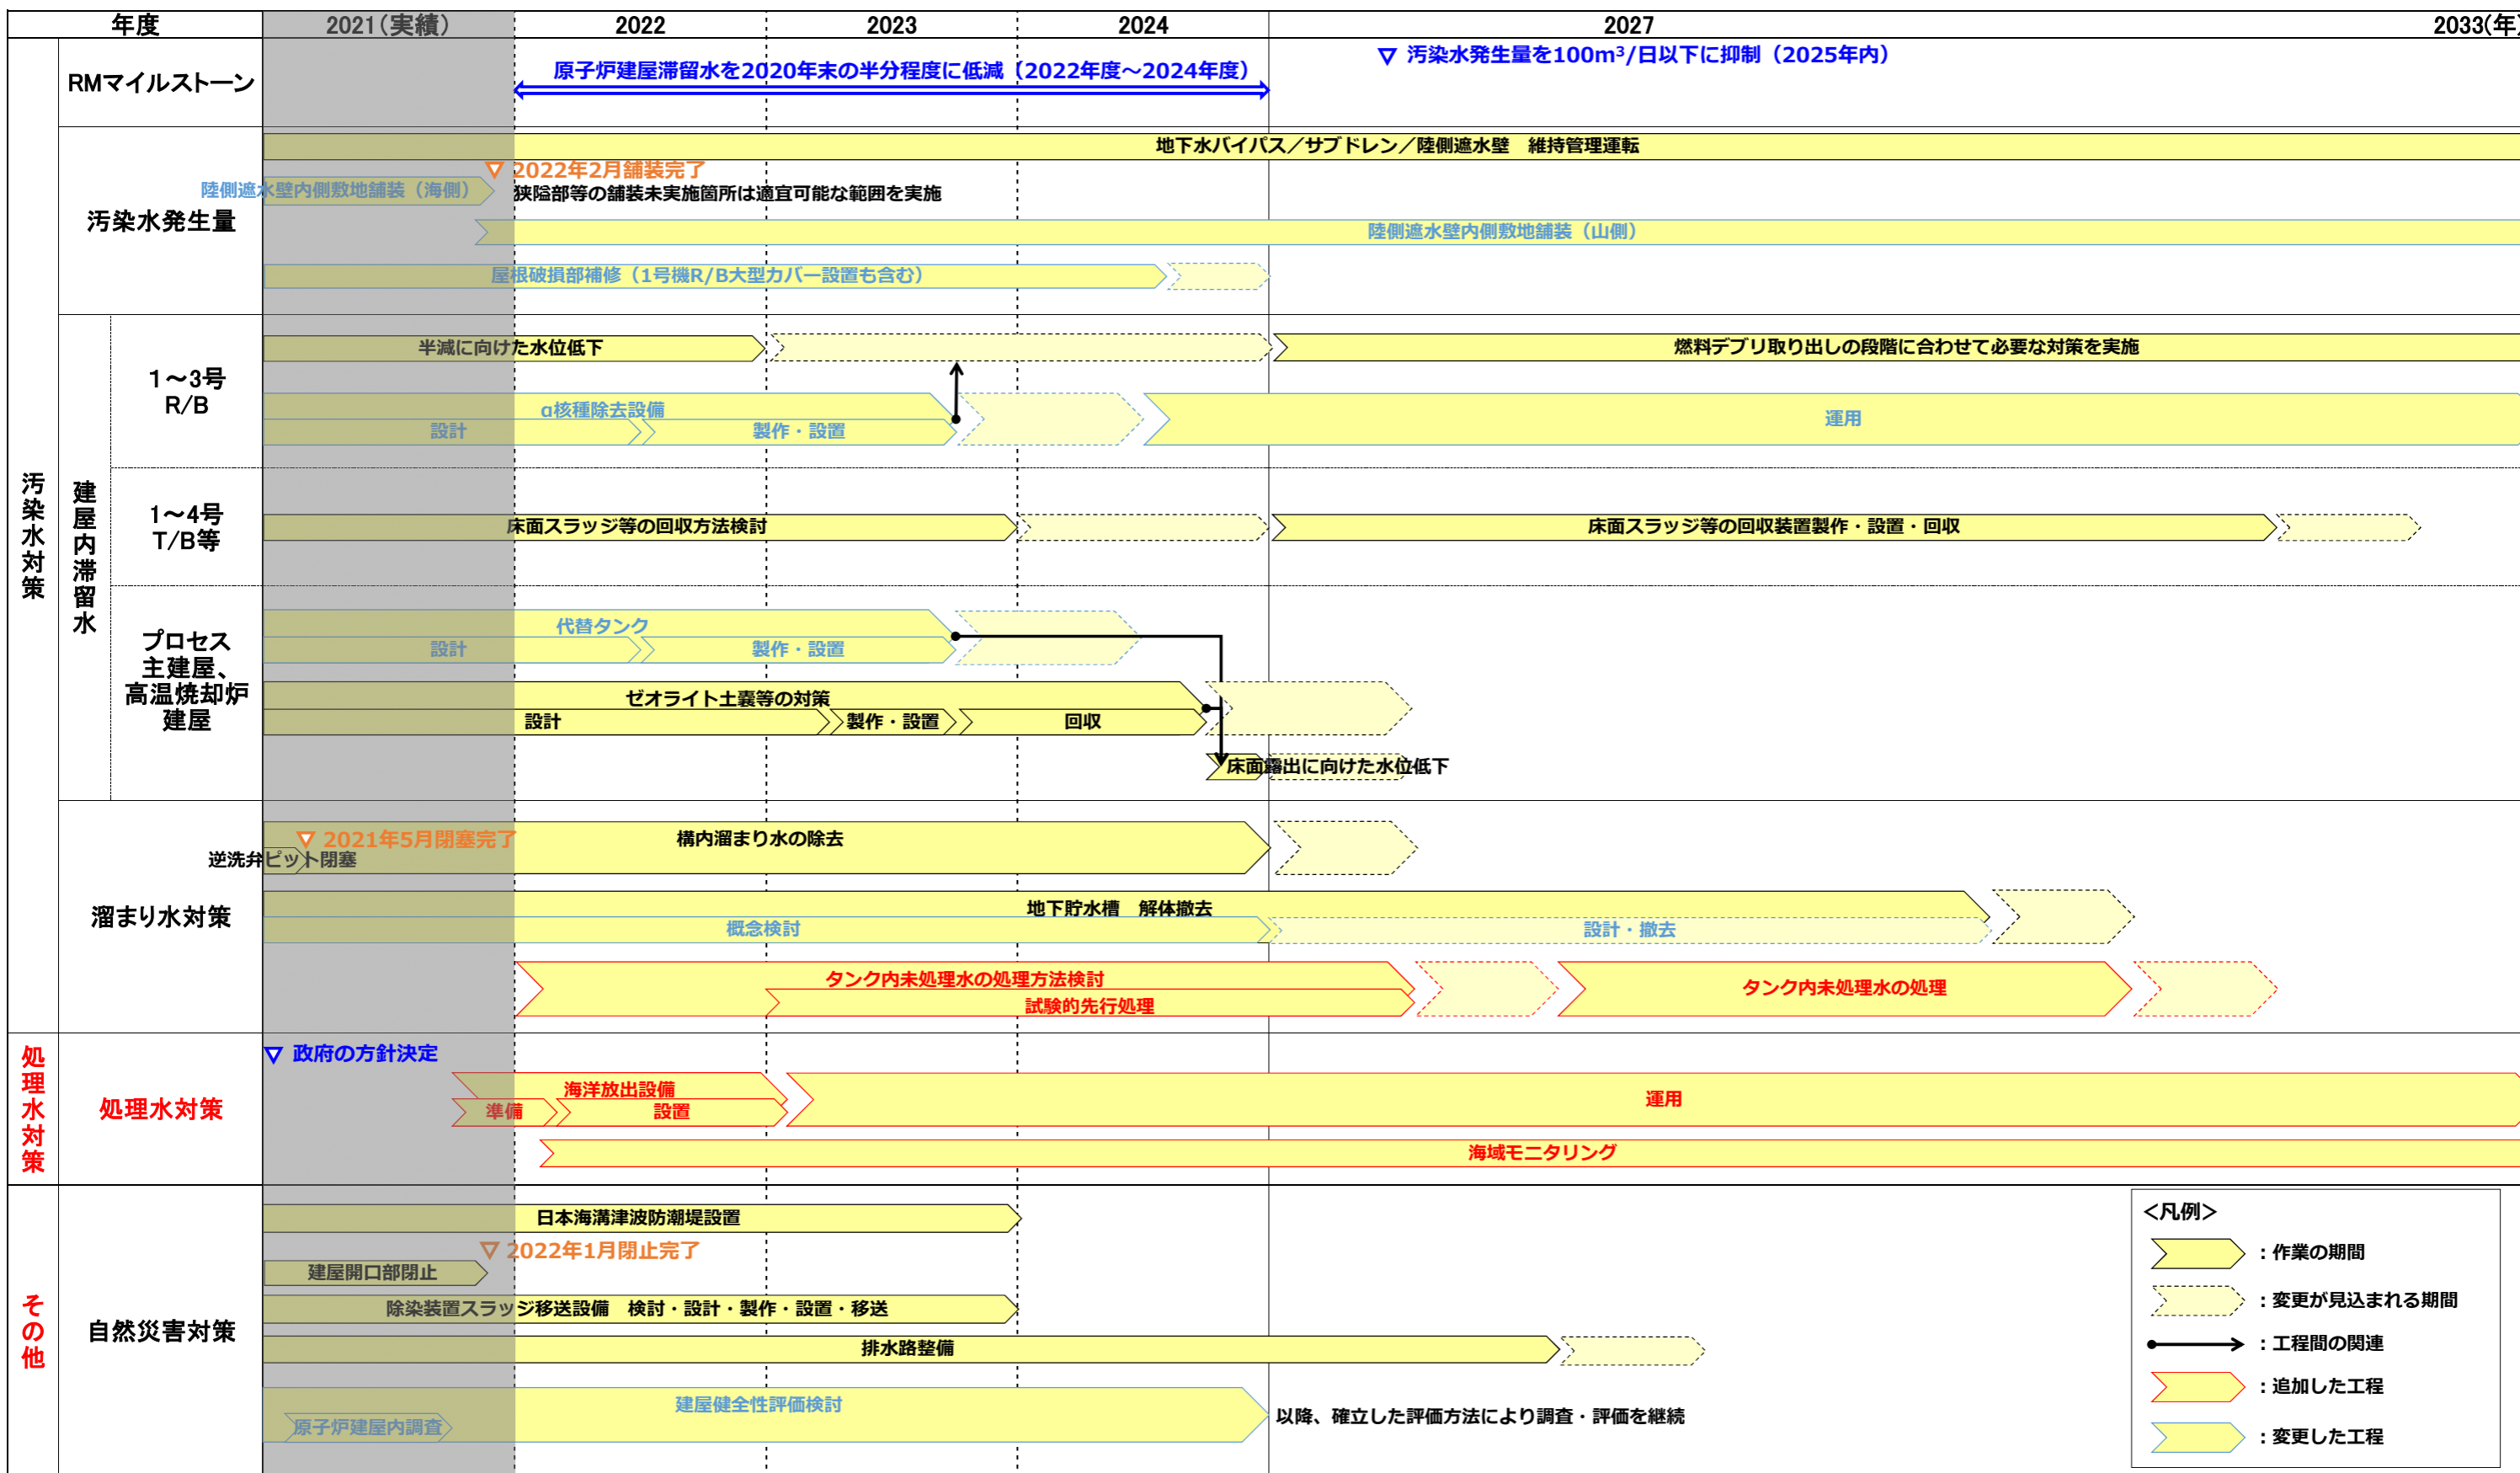 年度
2021(実績)
2022
2023
2024
2027
2033(年)
汚染水対策
RMマイルストーン
原子炉建屋滞留水を2020年末の半分程度に低減（2022年度～2024年度）
▽ 汚染水発生量を100m³/日以下に抑制（2025年内）
汚染水発生量
地下水バイパス／サブドレン／陸側遮水壁　維持管理運転
▽ 2022年2月舗装完了
陸側遮水壁内側敷地舗装（海側）
狭隘部等の舗装未実施箇所は適宜可能な範囲を実施
陸側遮水壁内側敷地舗装（山側）
屋根破損部補修（1号機R/B大型カバー設置も含む）
建屋内滞留水
1～3号
R/B
半減に向けた水位低下
燃料デブリ取り出しの段階に合わせて必要な対策を実施
α核種除去設備
設計
製作・設置
運用
1～4号
T/B等
床面スラッジ等の回収方法検討
床面スラッジ等の回収装置製作・設置・回収
プロセス
主建屋、
高温焼却炉
建屋
代替タンク
設計
製作・設置
ゼオライト土嚢等の対策
設計
製作・設置
回収
床面露出に向けた水位低下
溜まり水対策
▽ 2021年5月閉塞完了
構内溜まり水の除去
逆洗弁ピット閉塞
地下貯水槽　解体撤去
概念検討
設計・撤去
タンク内未処理水の処理方法検討
試験的先行処理
タンク内未処理水の処理
処理水対策
処理水対策
▽ 政府の方針決定
海洋放出設備
準備
設置
運用
海域モニタリング
その他
自然災害対策
日本海溝津波防潮堤設置
▽ 2022年1月閉止完了
建屋開口部閉止
除染装置スラッジ移送設備　検討・設計・製作・設置・移送
排水路整備
建屋健全性評価検討
原子炉建屋内調査
以降、確立した評価方法により調査・評価を継続
＜凡例＞
：作業の期間
：変更が見込まれる期間
：工程間の関連
：追加した工程
：変更した工程